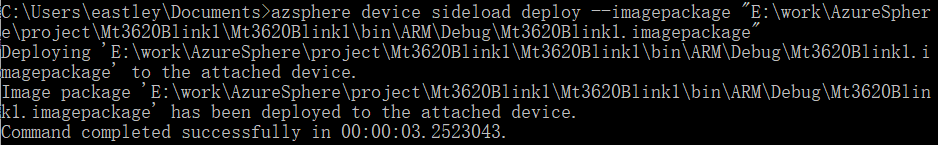 C:\Users\eastley\Documents>azsphere device sideload deploy --imagepackage "E:\work\AzureSpher
e\project\Mt3620Blink1\Mt3620Blink1\bin\ARM\Debug\Mt3620Blink1.imagepackage"
Deploying 'E:\work\AzureSphere\project\Mt3620Blink1\Mt3620Blink1\bin\ARM\Debug\Mt3620Blink1.i
magepackage' to the attached device.
Image package 'E:\work\AzureSphere\project\Mt3620Blink1\Mt3620Blink1\bin\ARM\Debug\Mt3620Blin
k1.imagepackage' has been deployed to the attached device.
Command completed successfully in 00:00:03.2523043.